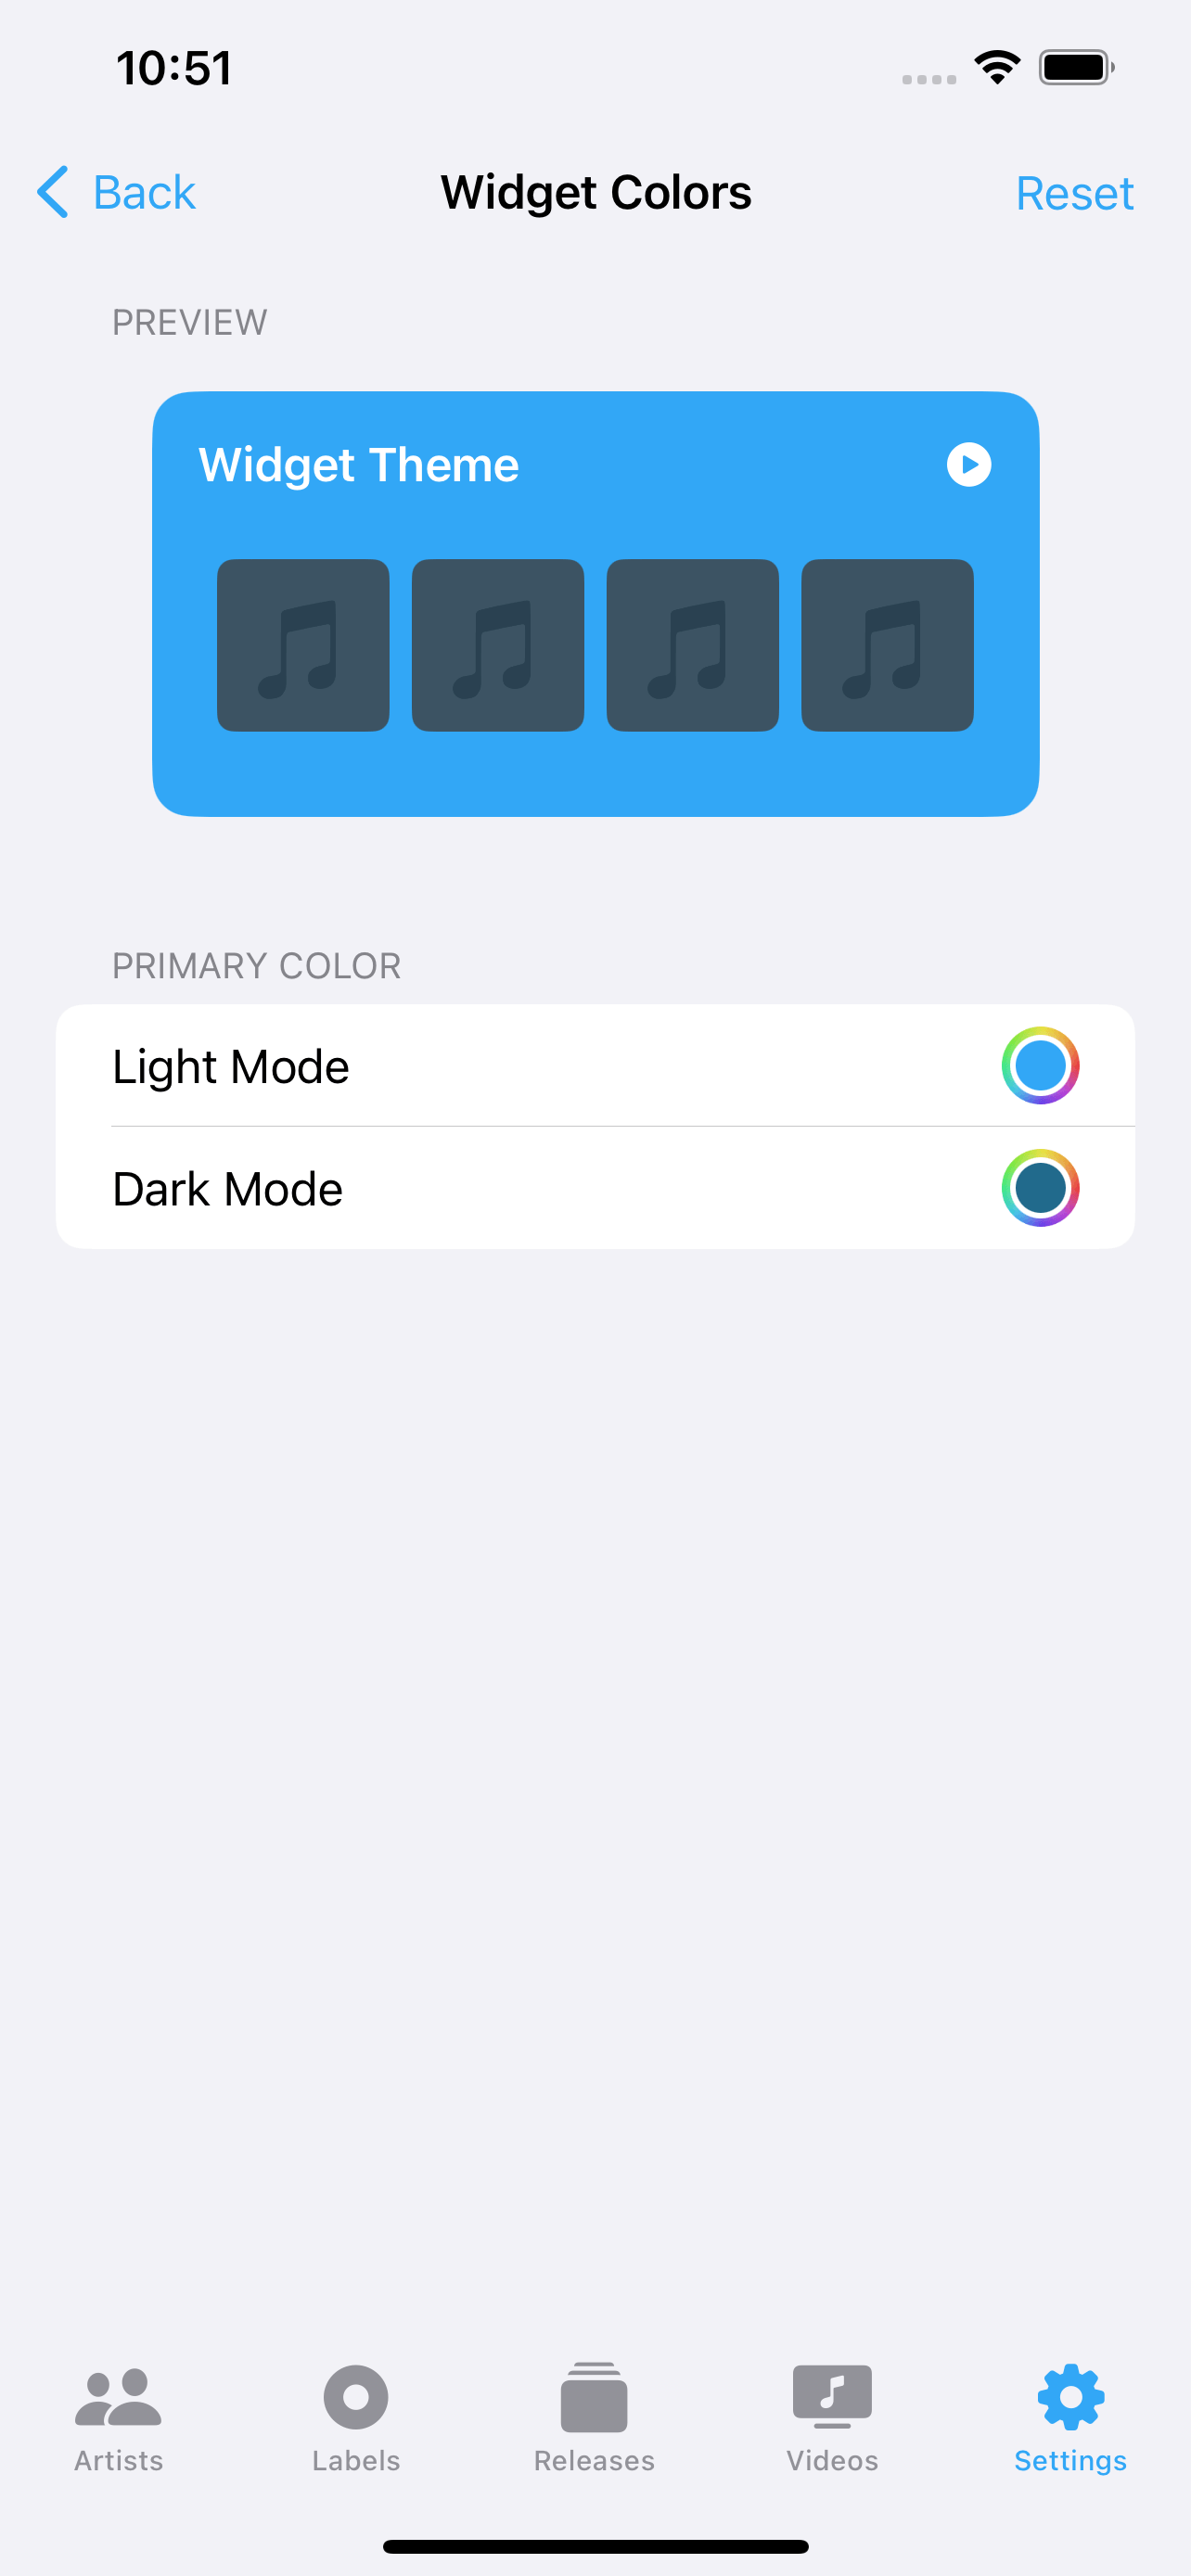 10:51
Back
Widget Colors
Reset
PREVIEW
Widget Theme
PRIMARY COLOR
Light Mode
Dark Mode
Artists
Labels
Releases
Videos
Settings